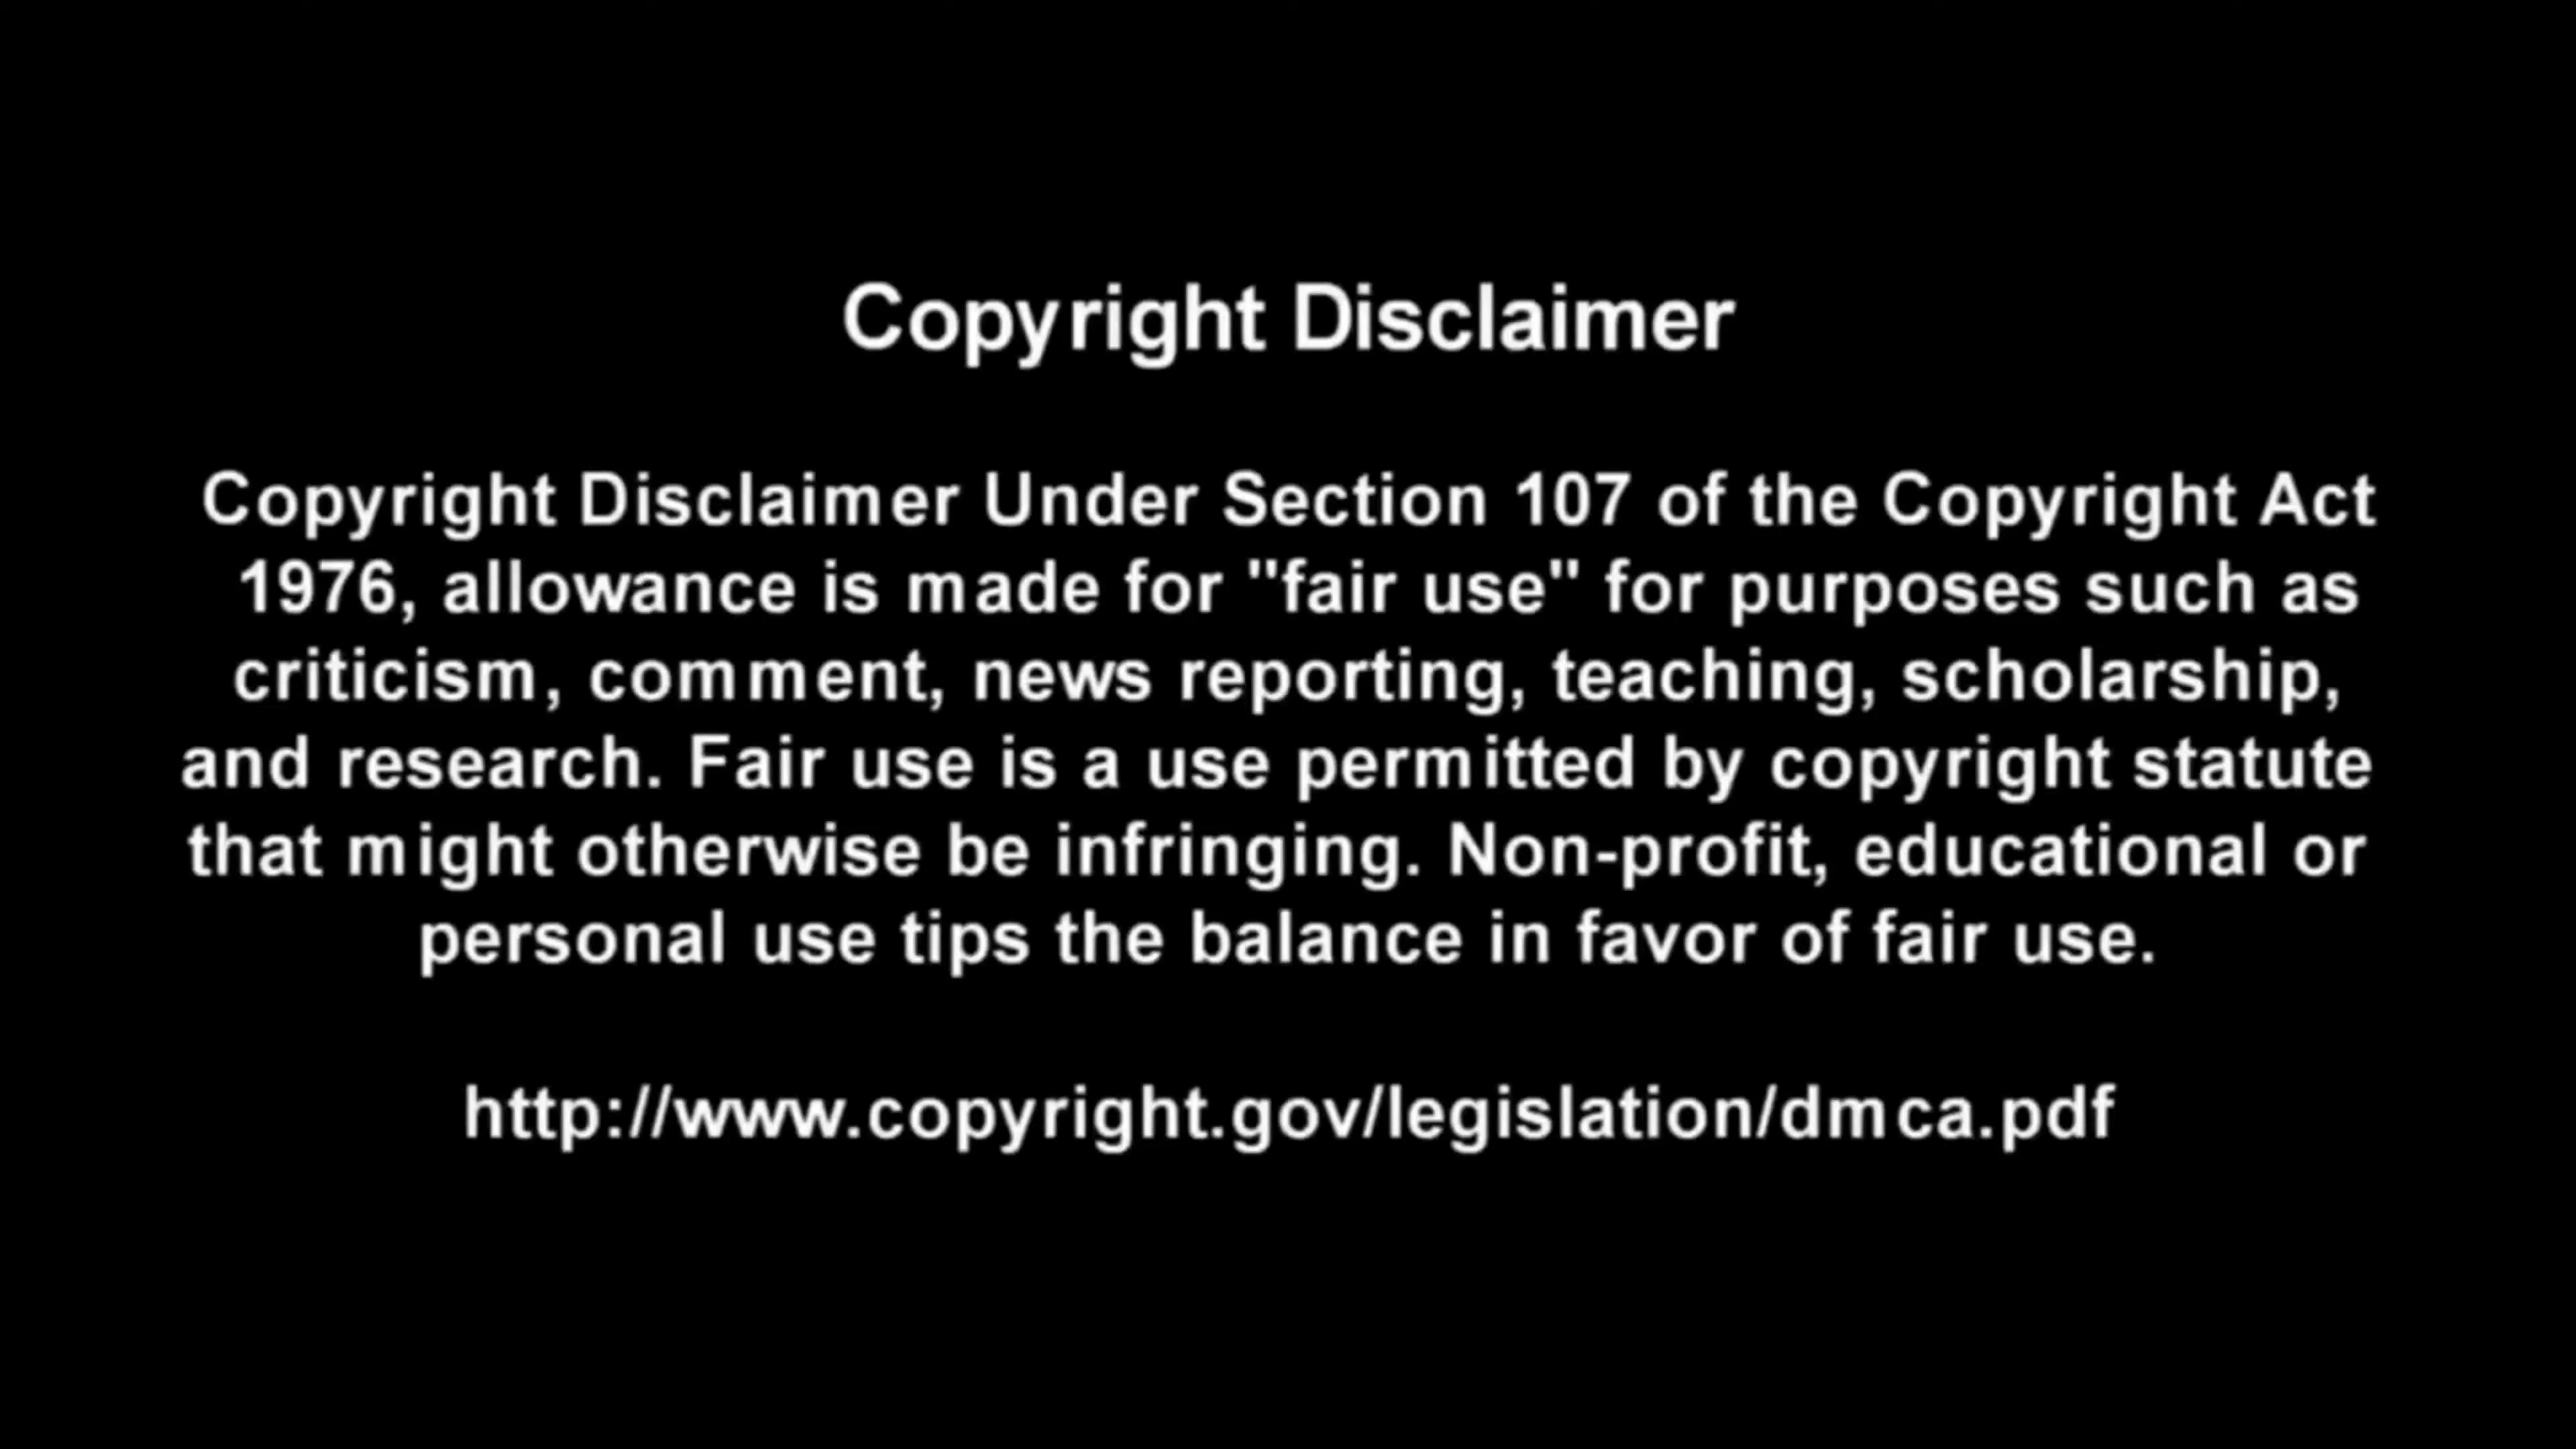 Copyright Disclaimer
Copyright Disclaimer Under Section 107 of the Copyright Act
1976, allowance is made for "fair use" for purposes such as
criticism, comment, news reporting, teaching, scholarship,
and research. Fair use is a use permitted by copyright statute
that might otherwise be infringing. Non-profit, educational or
personal use tips the balance in favor of fair use.
http://www.copyright.gov/legislation/dmca.pdf